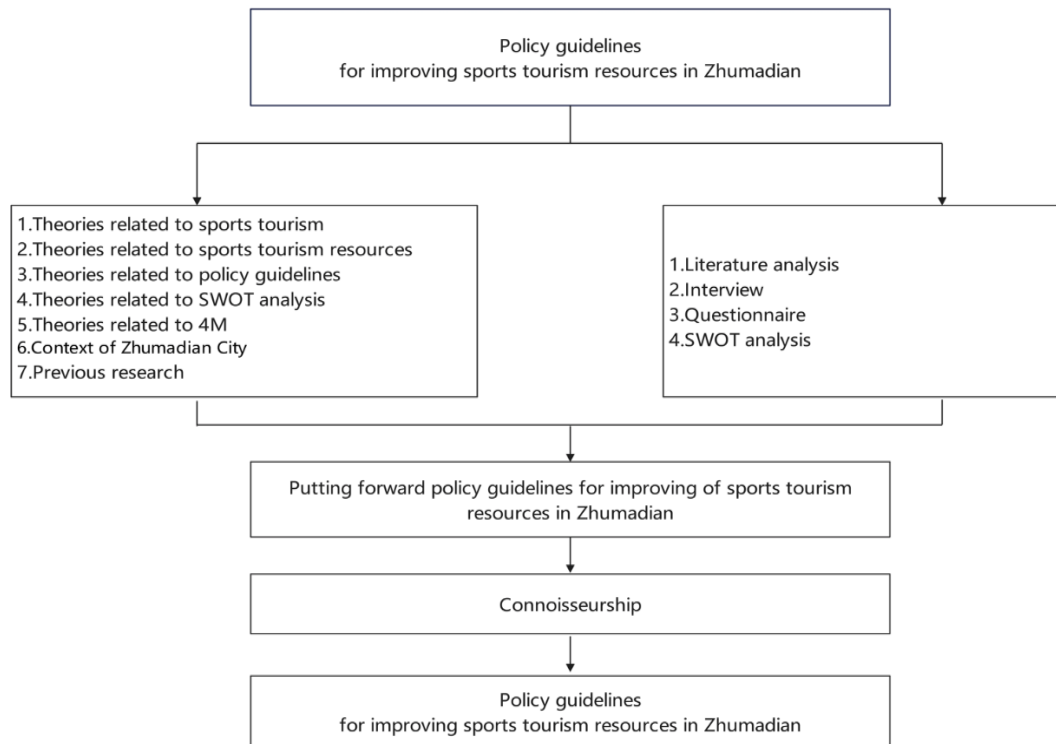 Policy guidelines
for improving sports tourism resources in Zhumadian
1.Theories related to sports tourism
2.Theories related to sports tourism resources
3.Theories related to policy guidelines
4.Theories related to SWOT analysis
5.Theories related to 4M
6.Context of Zhumadian City
7.Previous research
1.Literature analysis
2.Interview
3.Questionnaire
4.SWOT analysis
Putting forward policy guidelines for improving of sports tourism
resources in Zhumadian
Connoisseurship
Policy guidelines
for improving sports tourism resources in Zhumadian